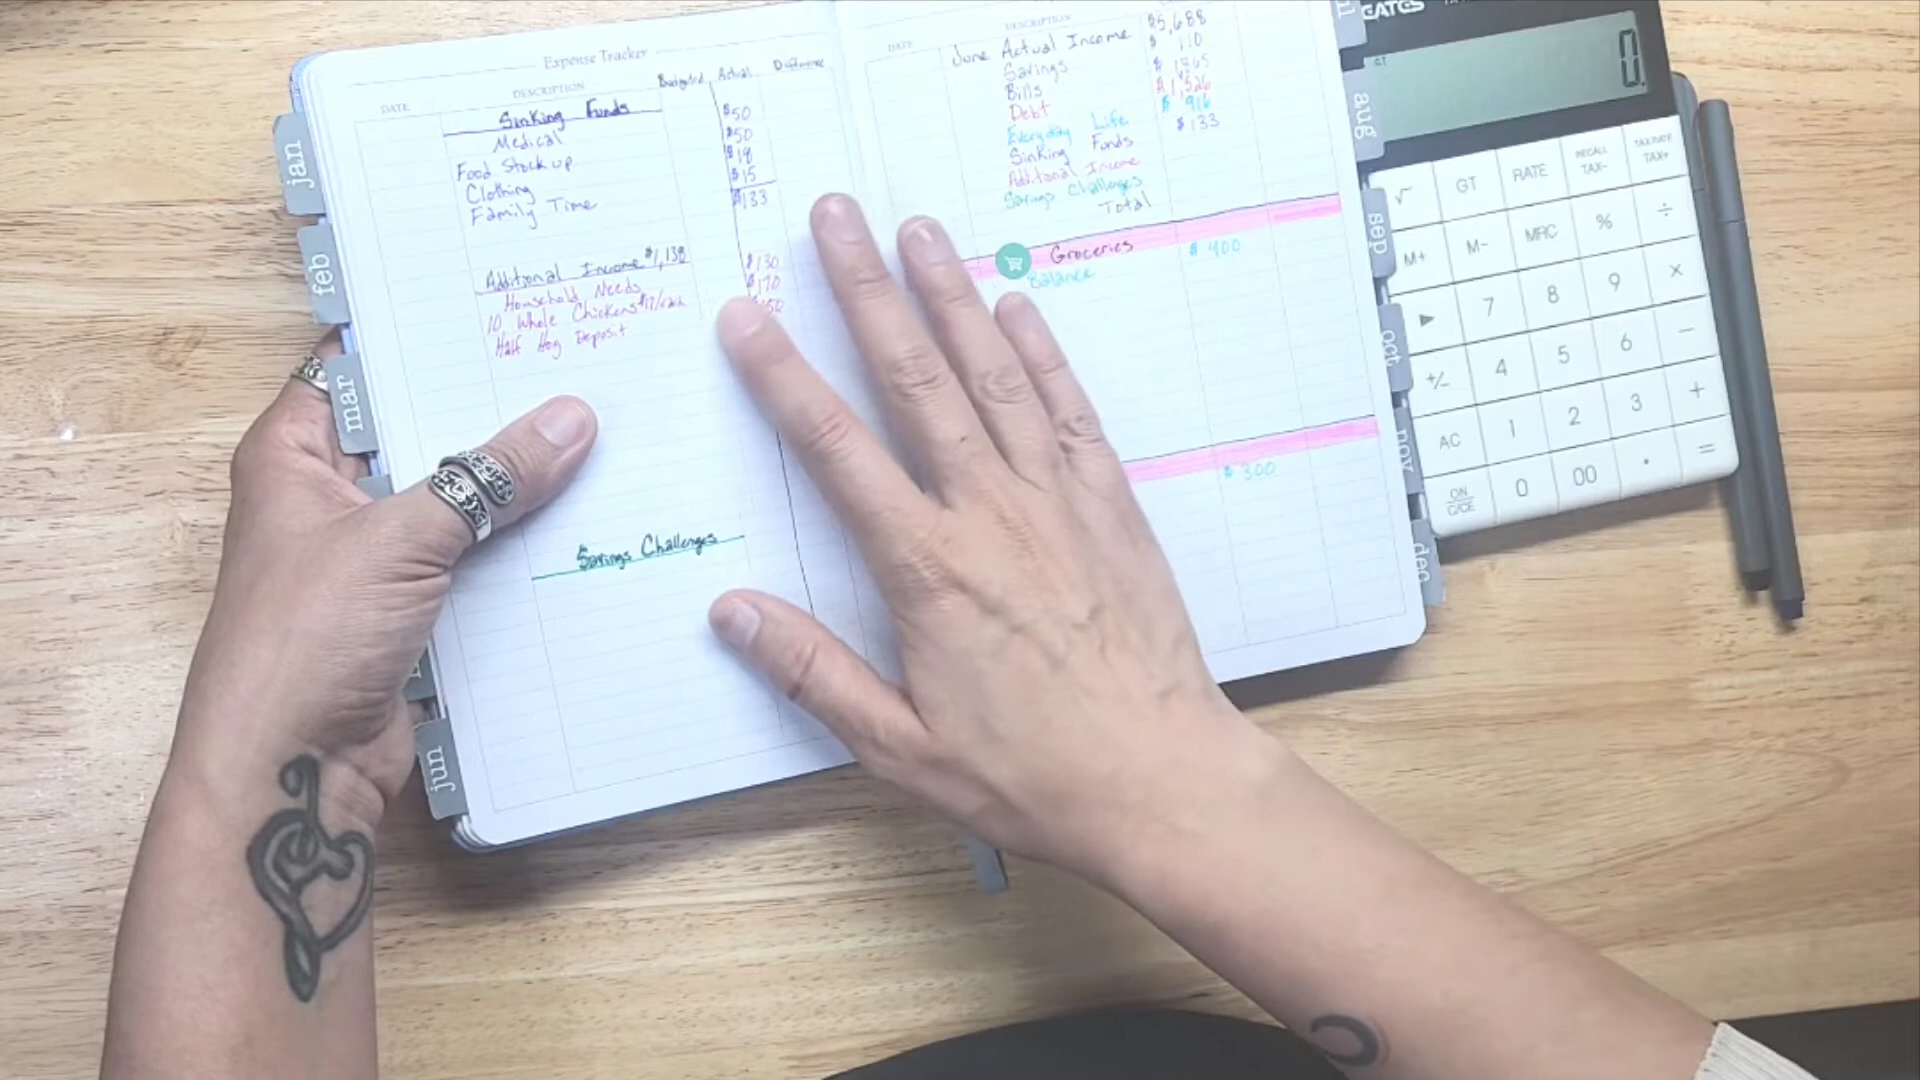 Expense Tracker
DATE DESCRIPTION Budgeted Actual Difference
Sinking Funds
Medical $50
Food Stock up $50
Clothing $18
Family Time $15
$133
Additional Income $1,138
Household Needs $130
10 Whole Chickens $17/each $170
Half Hog Deposit
Savings Challenges
DATE DESCRIPTION
June Actual Income $5,688
Savings $ 110
Bills $ 1,865
Debt $ 1,526
Everyday Life $ 916
Sinking Funds $ 133
Additional Income
Savings Challenges
Total
Groceries
Balance $ 400
$ 300
jan
feb
mar
jun
aug
sep
oct
nov
dec
GT
0.
√ GT RATE RECALL TAX- TAX RATE TAX+
M+ M- MRC % ÷
▶ 7 8 9 ×
+/- 4 5 6 −
AC 1 2 3 +
ON C/CE 0 00 . =